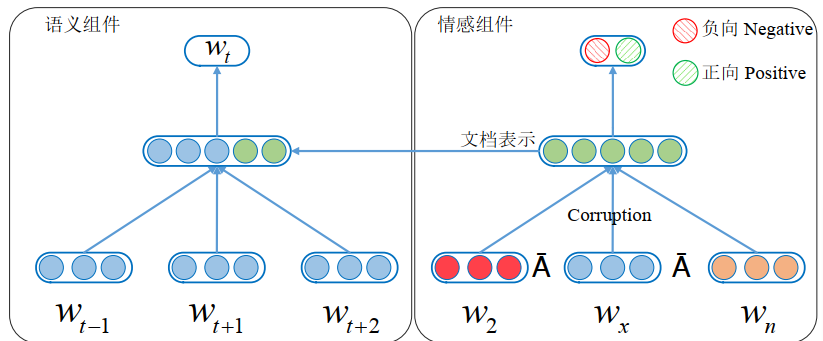 语义组件
情感组件
w_t
负向 Negative
正向 Positive
文档表示
Corruption
Ā
Ā
w_{t-1}
w_{t+1}
w_{t+2}
w_2
w_x
w_n